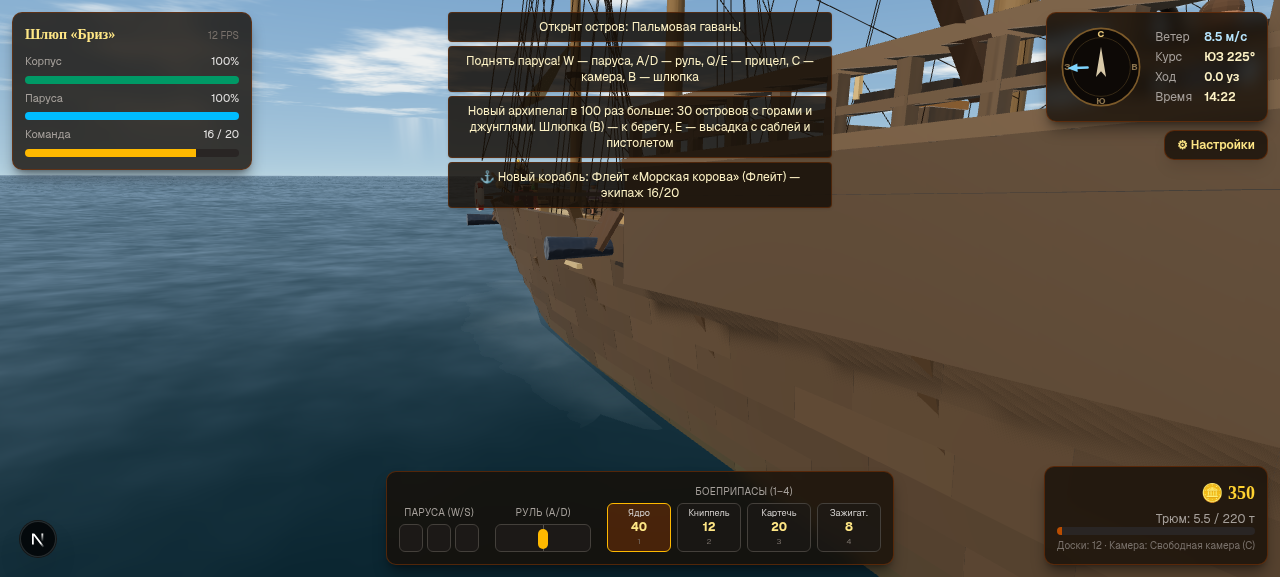 Шлюп «Бриз»
12 FPS
Корпус 100%
Паруса 100%
Команда 16 / 20
Открыт остров: Пальмовая гавань!
Поднять паруса! W — паруса, A/D — руль, Q/E — прицел, C —
камера, B — шлюпка
Новый архипелаг в 100 раз больше: 30 островов с горами и
джунглями. Шлюпка (B) — к берегу, E — высадка с саблей и
пистолетом
⚓ Новый корабль: Флейт «Морская корова» (Флейт) —
экипаж 16/20
С
З
В
Ю
Ветер 8.5 м/с
Курс ЮЗ 225°
Ход 0.0 уз
Время 14:22
⚙ Настройки
ПАРУСА (W/S)
РУЛЬ (A/D)
БОЕПРИПАСЫ (1–4)
Ядро
40
1
Книппель
12
2
Картечь
20
3
Зажигат.
8
4
350
Трюм: 5.5 / 220 т
Доски: 12 · Камера: Свободная камера (C)
N